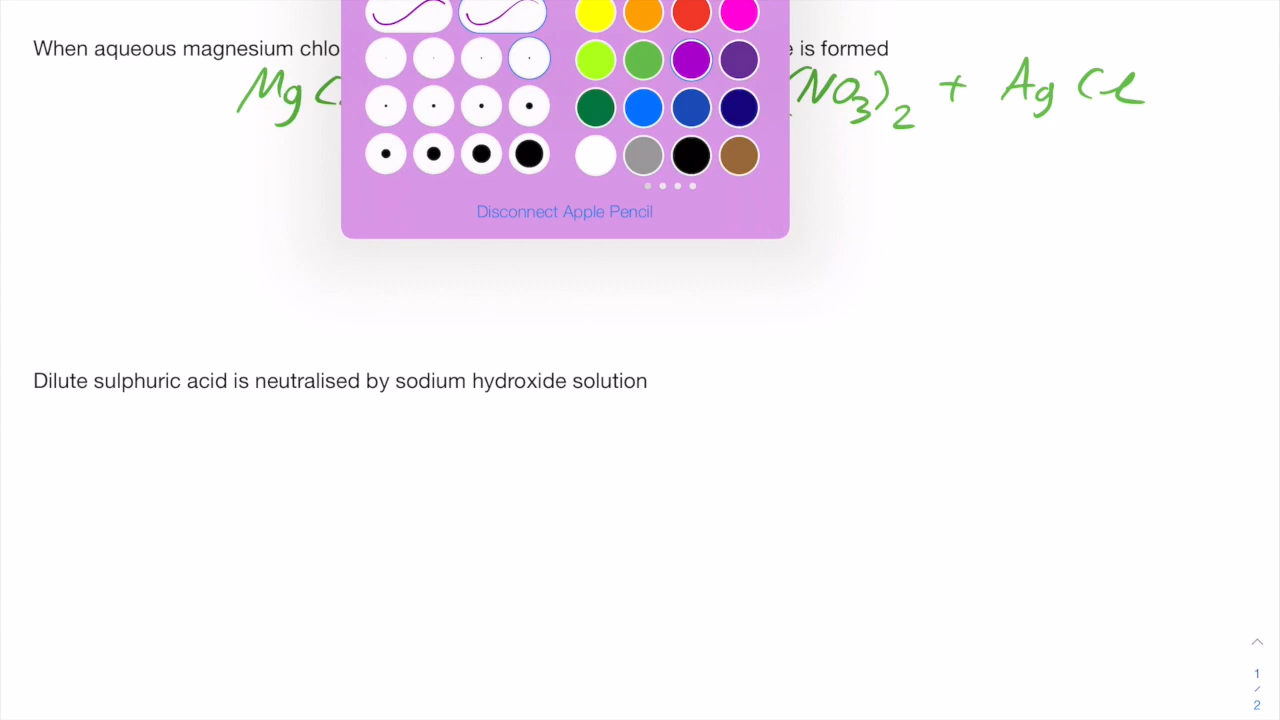 When aqueous magnesium chlo is formed
Mg C (NO3)2 + Ag Cl
Disconnect Apple Pencil
Dilute sulphuric acid is neutralised by sodium hydroxide solution
1
/
2